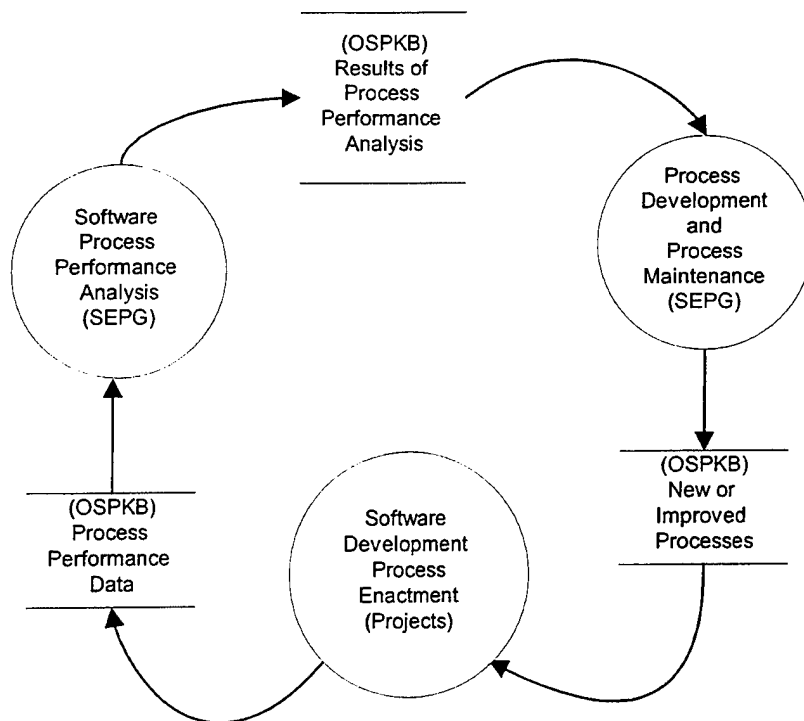 (OSPKB)
Results of
Process
Performance
Analysis
Process
Development
and
Process
Maintenance
(SEPG)
Software
Process
Performance
Analysis
(SEPG)
(OSPKB)
New or
Improved
Processes
Software
Development
Process
Enactment
(Projects)
(OSPKB)
Process
Performance
Data